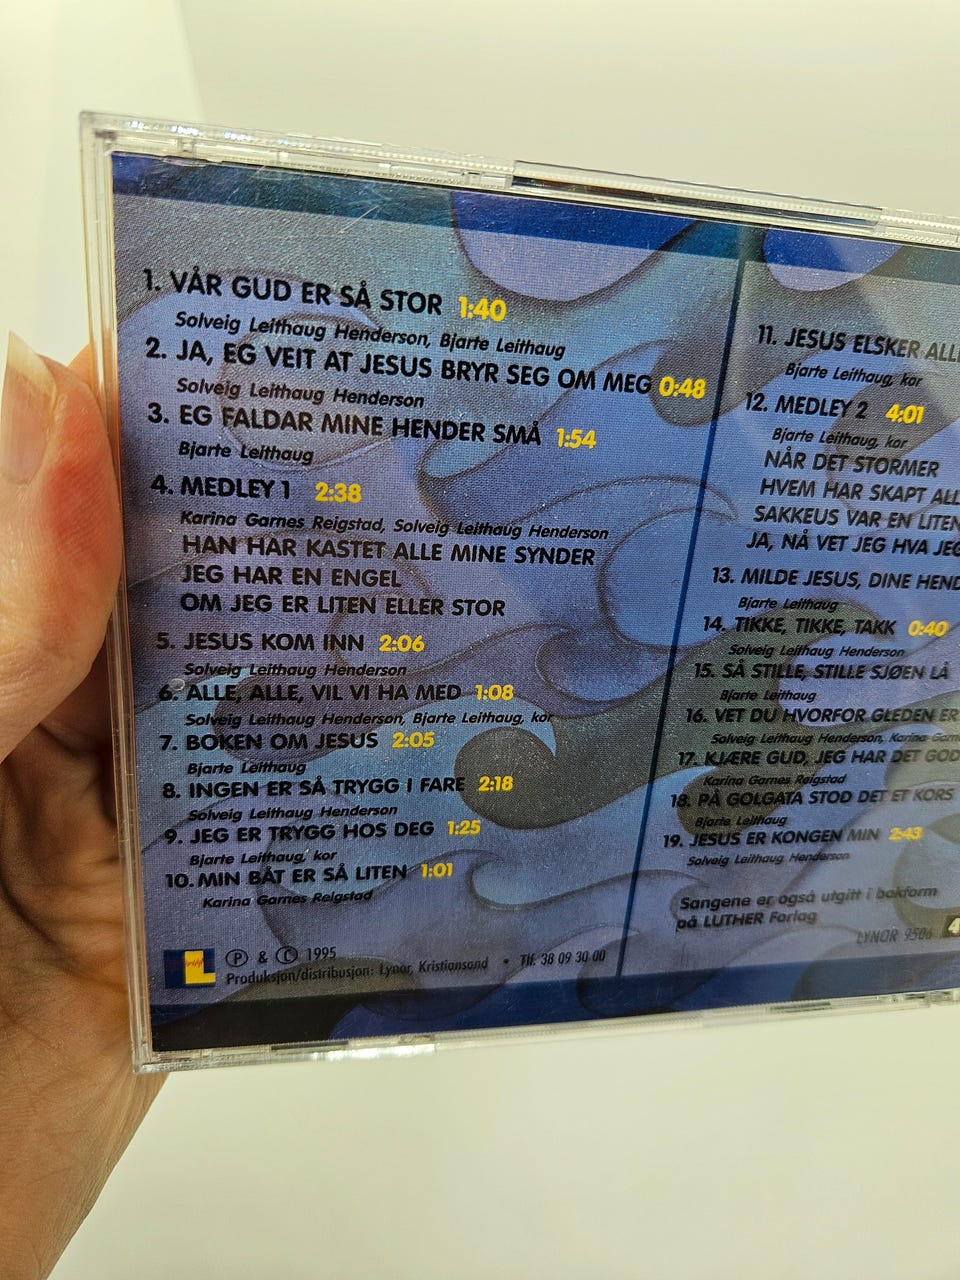 1. VÅR GUD ER SÅ STOR 1:40
Solveig Leithaug Henderson, Bjarte Leithaug
2. JA, EG VEIT AT JESUS BRYR SEG OM MEG 0:48
Solveig Leithaug Henderson
3. EG FALDAR MINE HENDER SMÅ 1:54
Bjarte Leithaug
4. MEDLEY 1 2:38
Karina Garnes Reigstad, Solveig Leithaug Henderson
HAN HAR KASTET ALLE MINE SYNDER
JEG HAR EN ENGEL
OM JEG ER LITEN ELLER STOR
5. JESUS KOM INN 2:06
Solveig Leithaug Henderson
6. ALLE, ALLE, VIL VI HA MED 1:08
Solveig Leithaug Henderson, Bjarte Leithaug, kor
7. BOKEN OM JESUS 2:05
Bjarte Leithaug
8. INGEN ER SÅ TRYGG I FARE 2:18
Solveig Leithaug Henderson
9. JEG ER TRYGG HOS DEG 1:25
Bjarte Leithaug, kor
10. MIN BÅT ER SÅ LITEN 1:01
Karina Garnes Reigstad
Ⓟ & © 1995
Produksjon/distribusjon: Lynor, Kristiansand • Tlf. 38 09 30 00
11. JESUS ELSKER ALL
Bjarte Leithaug, kor
12. MEDLEY 2 4:01
Bjarte Leithaug, kor
NÅR DET STORMER
HVEM HAR SKAPT ALL
SAKKEUS VAR EN LITEN
JA, NÅ VET JEG HVA JEG
13. MILDE JESUS, DINE HEND
Bjarte Leithaug
14. TIKKE, TIKKE, TAKK 0:40
Solveig Leithaug Henderson
15. SÅ STILLE, STILLE SJØEN LÅ
Bjarte Leithaug
16. VET DU HVORFOR GLEDEN ER
Solveig Leithaug Henderson, Karina Garn
17. KJÆRE GUD, JEG HAR DET GOD
Karina Garnes Reigstad
18. PÅ GOLGATA STOD DET ET KORS
Bjarte Leithaug
19. JESUS ER KONGEN MIN 2:43
Solveig Leithaug Henderson
Sangene er også utgitt i bokform
på LUTHER Forlag
LYNOR 9506 4